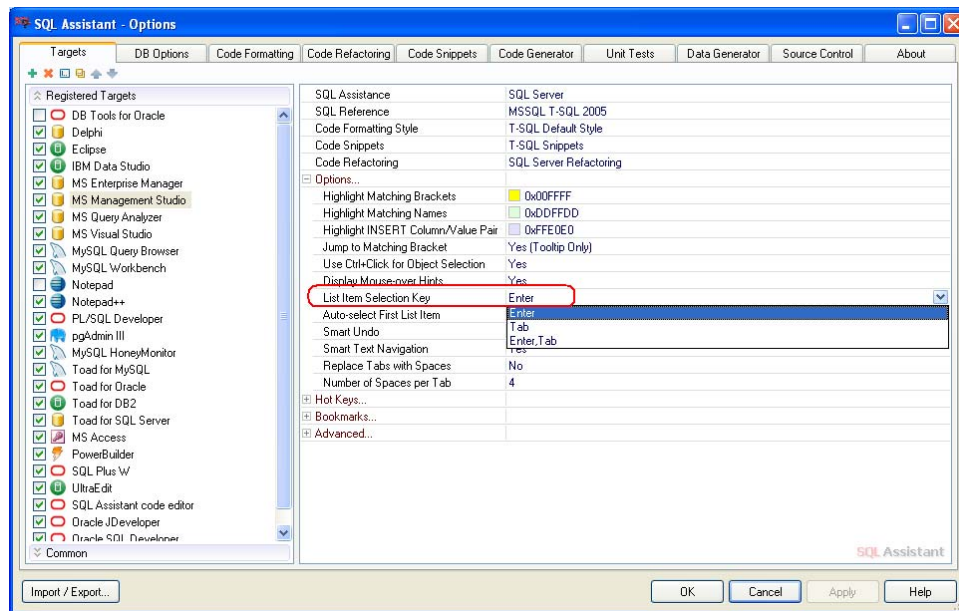 SQL Assistant - Options
Targets
DB Options
Code Formatting
Code Refactoring
Code Snippets
Code Generator
Unit Tests
Data Generator
Source Control
About
Registered Targets
DB Tools for Oracle
Delphi
Eclipse
IBM Data Studio
MS Enterprise Manager
MS Management Studio
MS Query Analyzer
MS Visual Studio
MySQL Query Browser
MySQL Workbench
Notepad
Notepad++
PL/SQL Developer
pgAdmin III
MySQL HoneyMonitor
Toad for MySQL
Toad for Oracle
Toad for DB2
Toad for SQL Server
MS Access
PowerBuilder
SQL Plus W
UltraEdit
SQL Assistant code editor
Oracle JDeveloper
Oracle SQL Developer
Common
SQL Assistance SQL Server
SQL Reference MSSQL T-SQL 2005
Code Formatting Style T-SQL Default Style
Code Snippets T-SQL Snippets
Code Refactoring SQL Server Refactoring
Options...
Highlight Matching Brackets 0x00FFFF
Highlight Matching Names 0xDDFFDD
Highlight INSERT Column/Value Pair 0xFFE0E0
Jump to Matching Bracket Yes (Tooltip Only)
Use Ctrl+Click for Object Selection Yes
Display Mouse-over Hints Yes
List Item Selection Key Enter
Auto-select First List Item Enter
Smart Undo Tab
Enter,Tab
Smart Text Navigation Yes
Replace Tabs with Spaces No
Number of Spaces per Tab 4
Hot Keys...
Bookmarks...
Advanced...
SQL Assistant
Import / Export...
OK
Cancel
Apply
Help